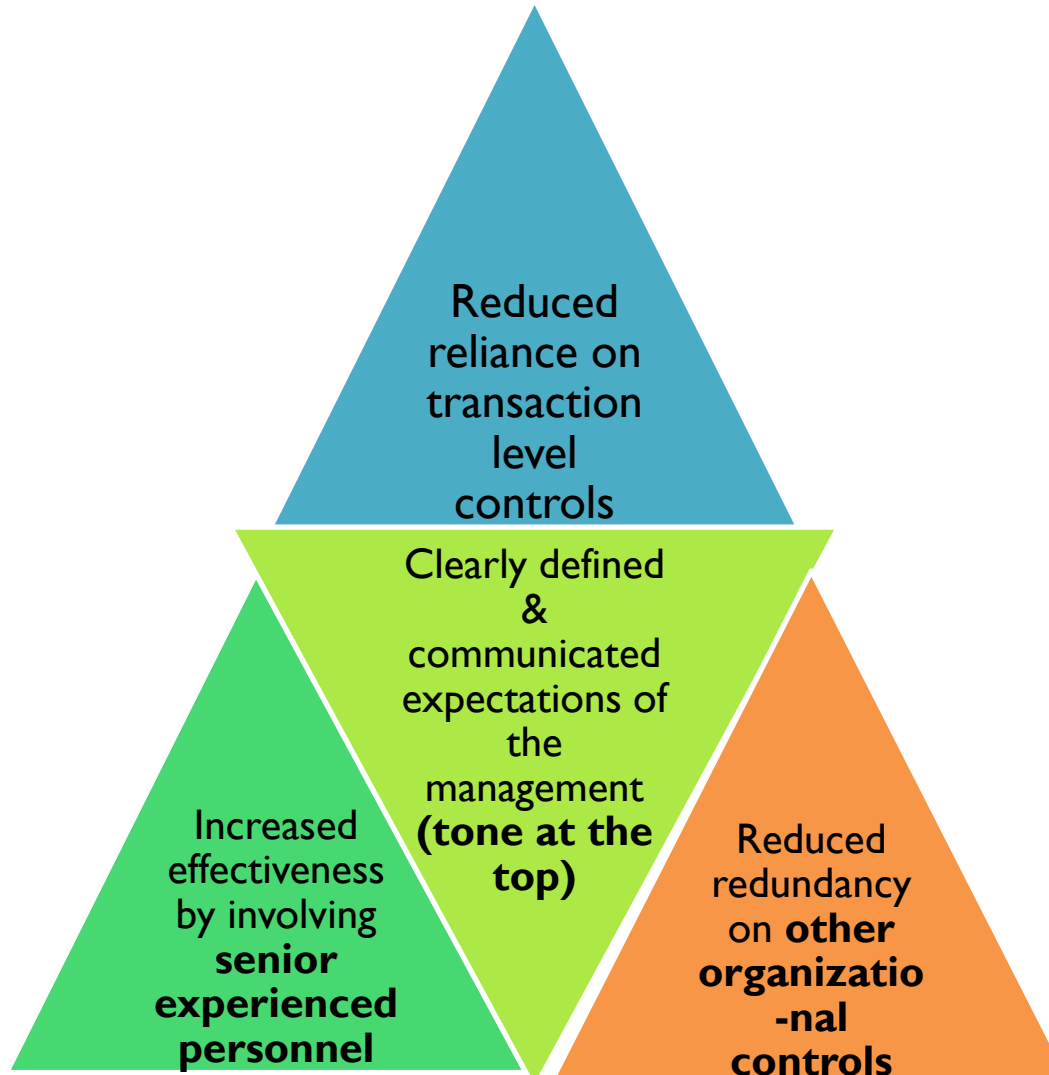 Reduced
reliance on
transaction
level
controls
Clearly defined
&
communicated
expectations of
the
management
(tone at the
top)
Increased
effectiveness
by involving
senior
experienced
personnel
Reduced
redundancy
on other
organizatio
-nal
controls